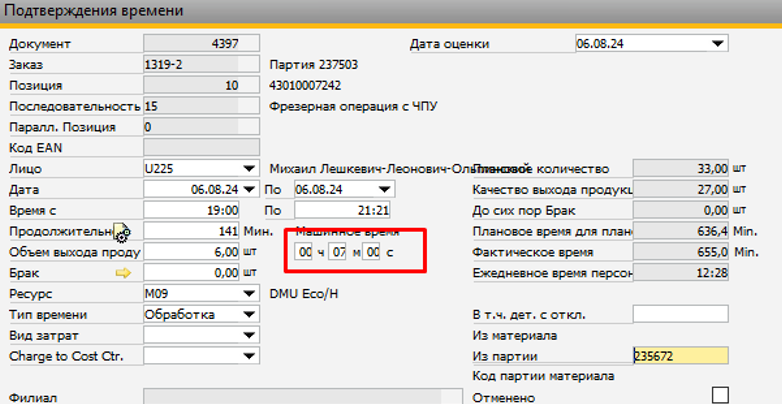 Подтверждения времени
Документ 4397 Дата оценки 06.08.24
Заказ 1319-2 Партия 237503
Позиция 10 43010007242
Последовательность 15 Фрезерная операция с ЧПУ
Паралл. Позиция 0
Код EAN
Лицо U225 Михаил Лешкевич-Леонович-Оль количество 33,00 шт
Дата 06.08.24 По 06.08.24 Качество выхода продукц 27,00 шт
Время с 19:00 По 21:21 До сих пор Брак 0,00 шт
Продолжительно 141 Мин. Машинное время Плановое время для план 636,4 Min.
Объем выхода проду 6,00 шт 00 ч 07 м 00 с Фактическое время 655,0 Min.
Брак 0,00 шт Ежедневное время персон 12:28
Ресурс M09 DMU Eco/H
Тип времени Обработка В т.ч. дет. с откл.
Вид затрат Из материала
Charge to Cost Ctr. Из партии 235672
Код партии материала
Филиал Отменено